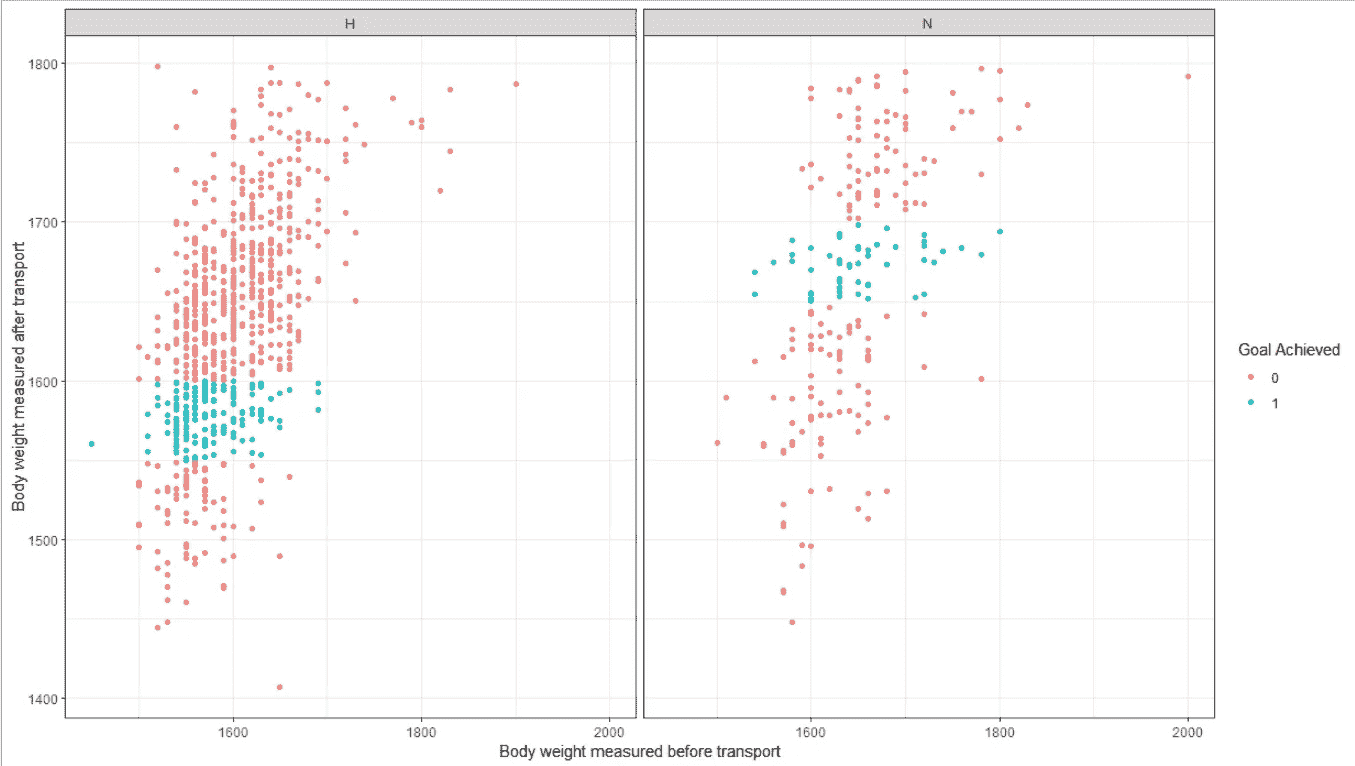 H
N
1800
1700
1600
1500
1400
Body weight measured after transport
1600
1800
2000
1600
1800
2000
Body weight measured before transport
Goal Achieved
0
1